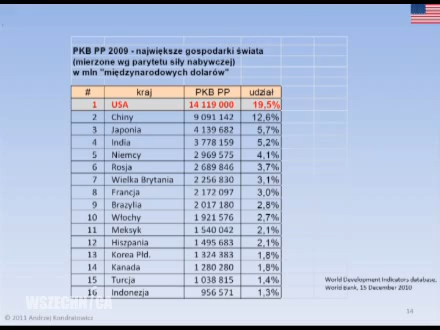 PKB PP 2009 - największe gospodarki świata
(mierzone wg parytetu siły nabywczej)
w mln "międzynarodowych dolarów"
# kraj PKB PP udział
1 USA 14 119 000 19,5%
2 Chiny 9 091 142 12,6%
3 Japonia 4 139 682 5,7%
4 India 3 778 159 5,2%
5 Niemcy 2 969 575 4,1%
6 Rosja 2 689 846 3,7%
7 Wielka Brytania 2 256 830 3,1%
8 Francja 2 172 097 3,0%
9 Brazylia 2 017 180 2,8%
10 Włochy 1 921 576 2,7%
11 Meksyk 1 540 042 2,1%
12 Hiszpania 1 495 683 2,1%
13 Korea Płd. 1 324 383 1,8%
14 Kanada 1 280 280 1,8%
15 Turcja 1 038 815 1,4%
16 Indonezja 956 571 1,3%
World Development Indicators database,
World Bank, 15 December 2010
WSZECHNICA
© 2011 Andrzej Kondratowicz
14